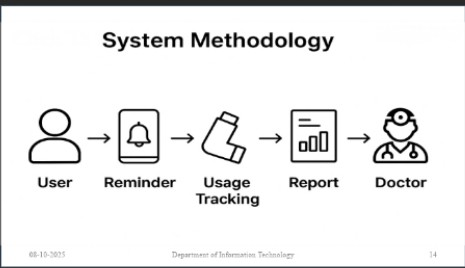 System Methodology
User
Reminder
Usage
Tracking
Report
Doctor
08-10-2025
Department of Information Technology
14